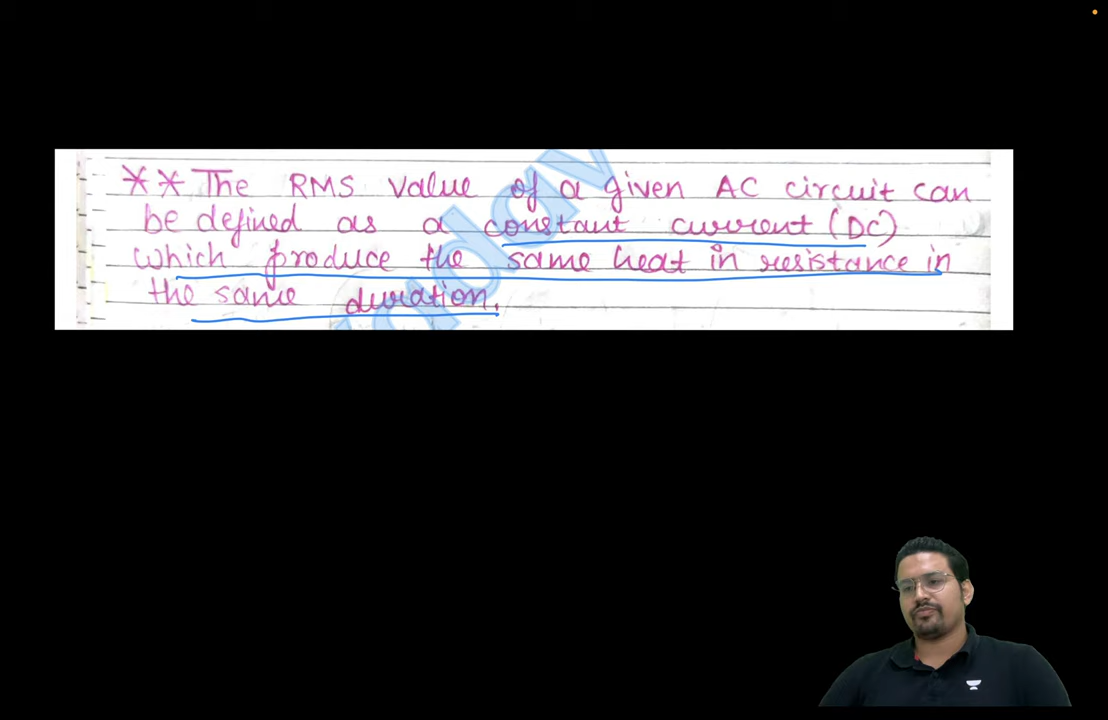 ** The RMS value of a given AC circuit can
be defined as a constant current (DC)
which produce the same heat in resistance in
the same duration.